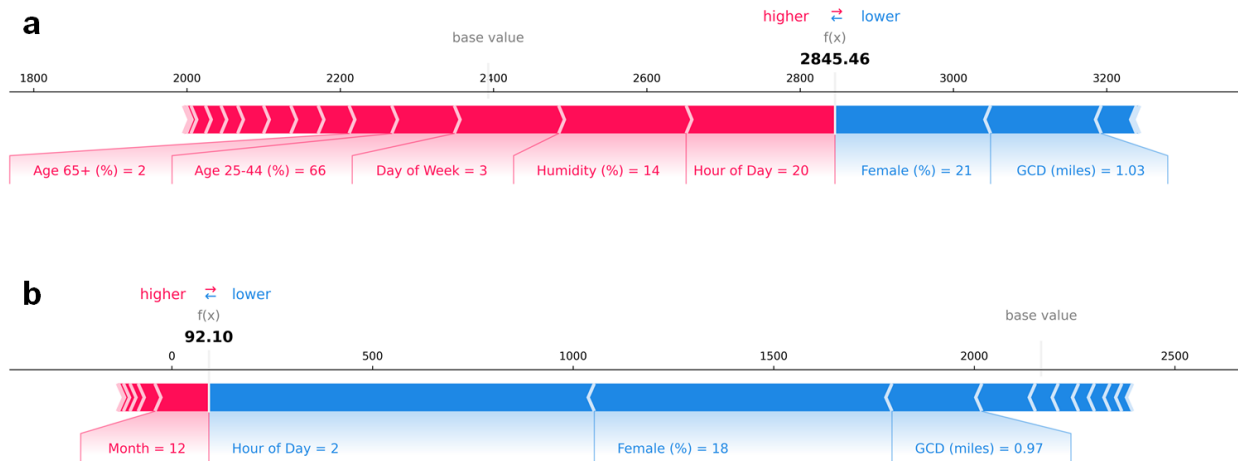 a
higher ⇄ lower
base value
f(x)
2845.46
1800 2000 2200 2400 2600 2800 3000 3200
Age 65+ (%) = 2 Age 25-44 (%) = 66 Day of Week = 3 Humidity (%) = 14 Hour of Day = 20 Female (%) = 21 GCD (miles) = 1.03
b
higher ⇄ lower
f(x) base value
92.10
0 500 1000 1500 2000 2500
Month = 12 Hour of Day = 2 Female (%) = 18 GCD (miles) = 0.97